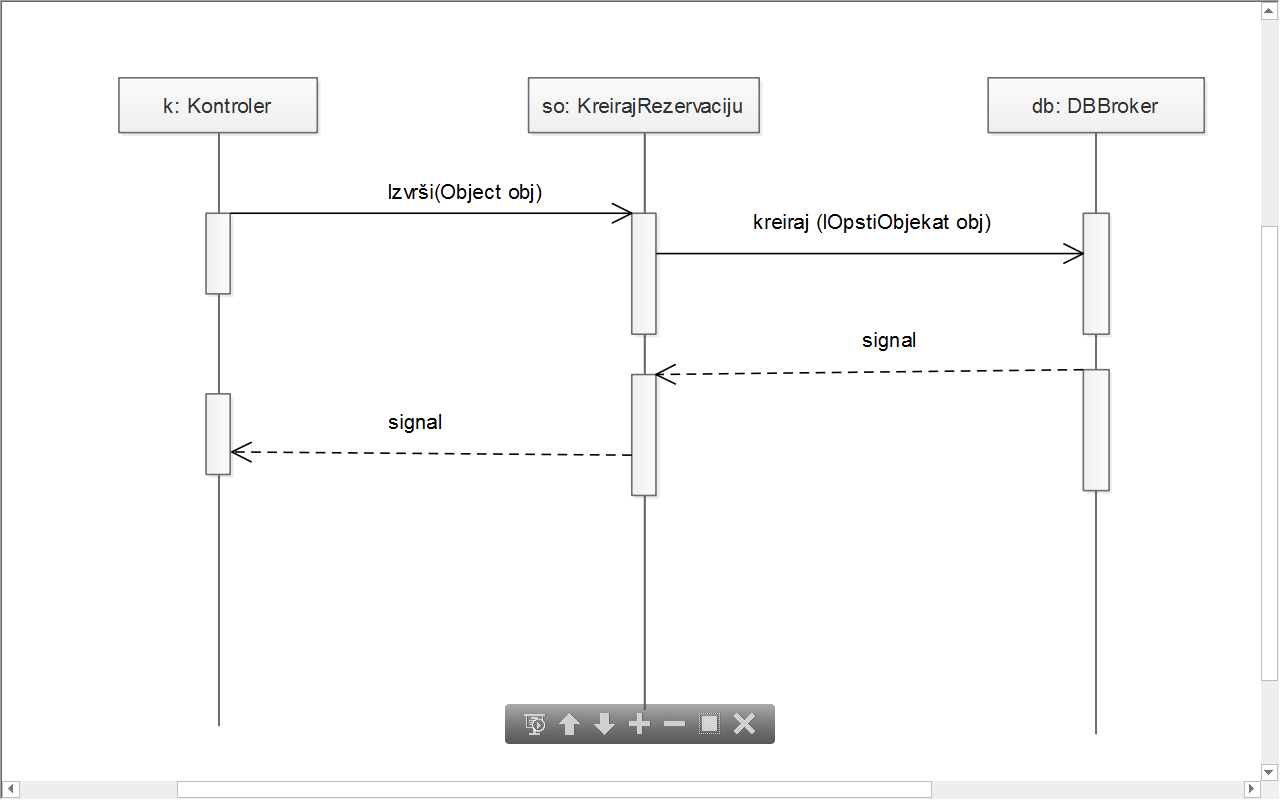 k: Kontroler
so: KreirajRezervaciju
db: DBBroker
Izvrši(Object obj)
kreiraj (IOpstiObjekat obj)
signal
signal